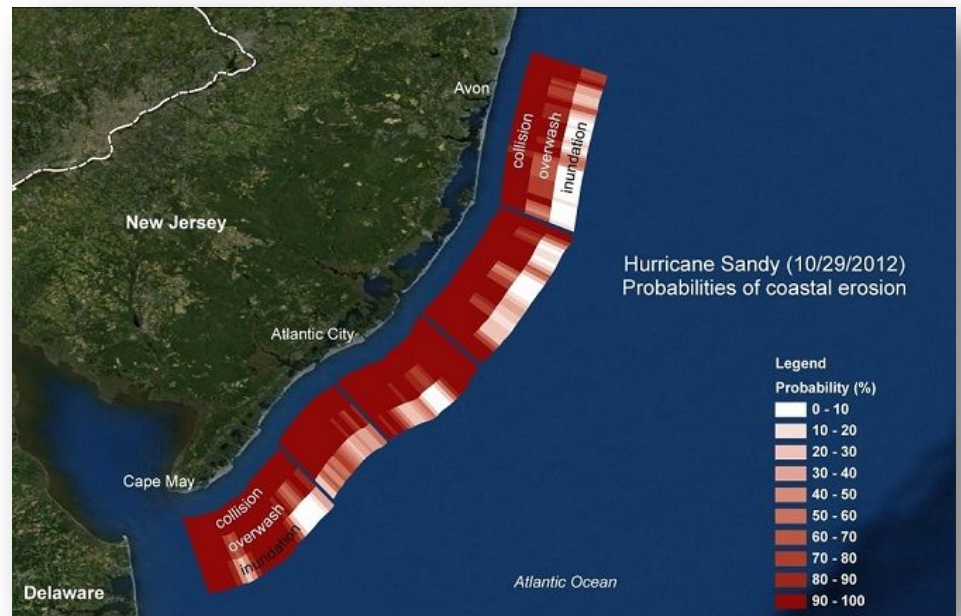 Avon
collision
overwash
inundation
New Jersey
Hurricane Sandy (10/29/2012)
Probabilities of coastal erosion
Atlantic City
Legend
Probability (%)
0 - 10
10 - 20
20 - 30
30 - 40
40 - 50
50 - 60
60 - 70
70 - 80
80 - 90
90 - 100
Cape May
collision
overwash
inundation
Delaware
Atlantic Ocean